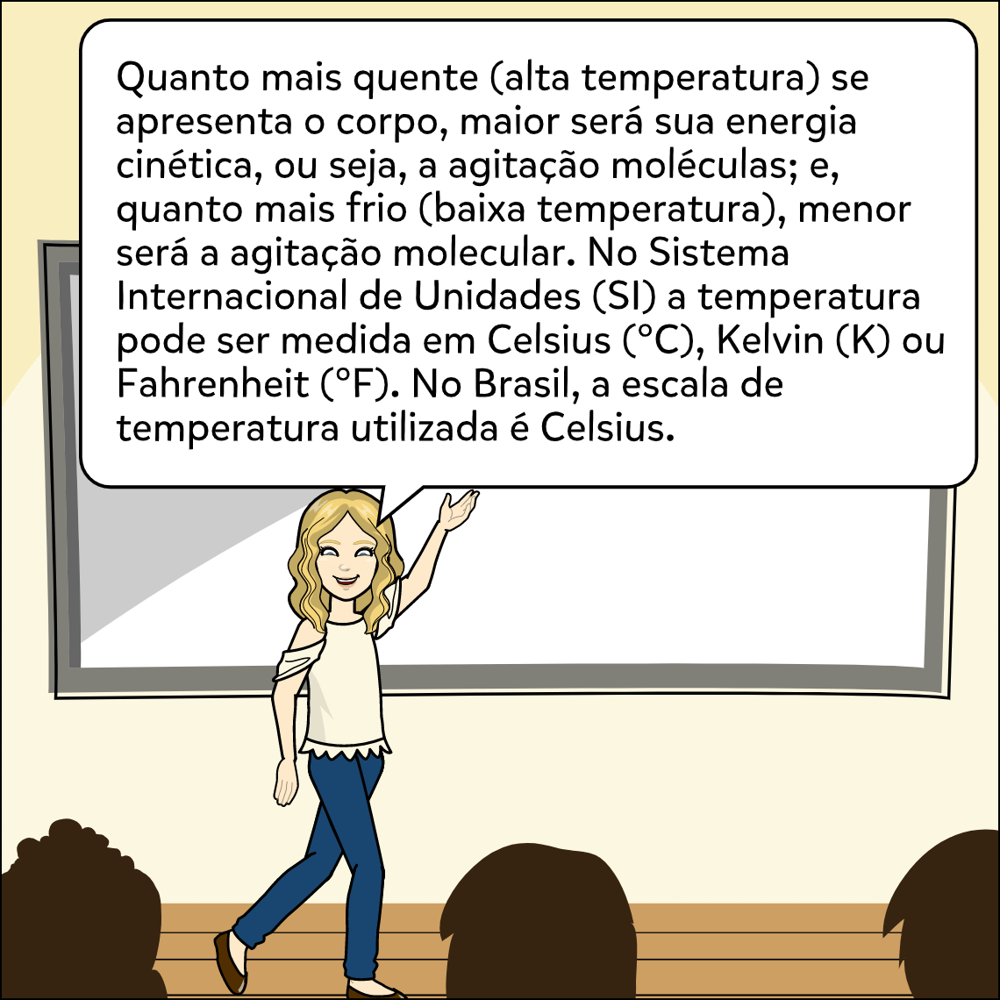 Quanto mais quente (alta temperatura) se
apresenta o corpo, maior será sua energia
cinética, ou seja, a agitação moléculas; e,
quanto mais frio (baixa temperatura), menor
será a agitação molecular. No Sistema
Internacional de Unidades (SI) a temperatura
pode ser medida em Celsius (°C), Kelvin (K) ou
Fahrenheit (°F). No Brasil, a escala de
temperatura utilizada é Celsius.